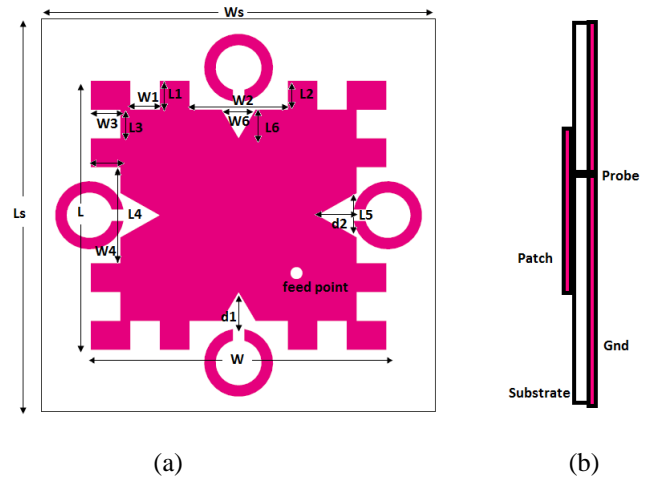 Ws
W1
L1
W2
L2
W3
L3
W6
L6
Probe
Ls
L
L4
L5
d2
W4
Patch
feed point
d1
Gnd
W
Substrate
(a)
(b)